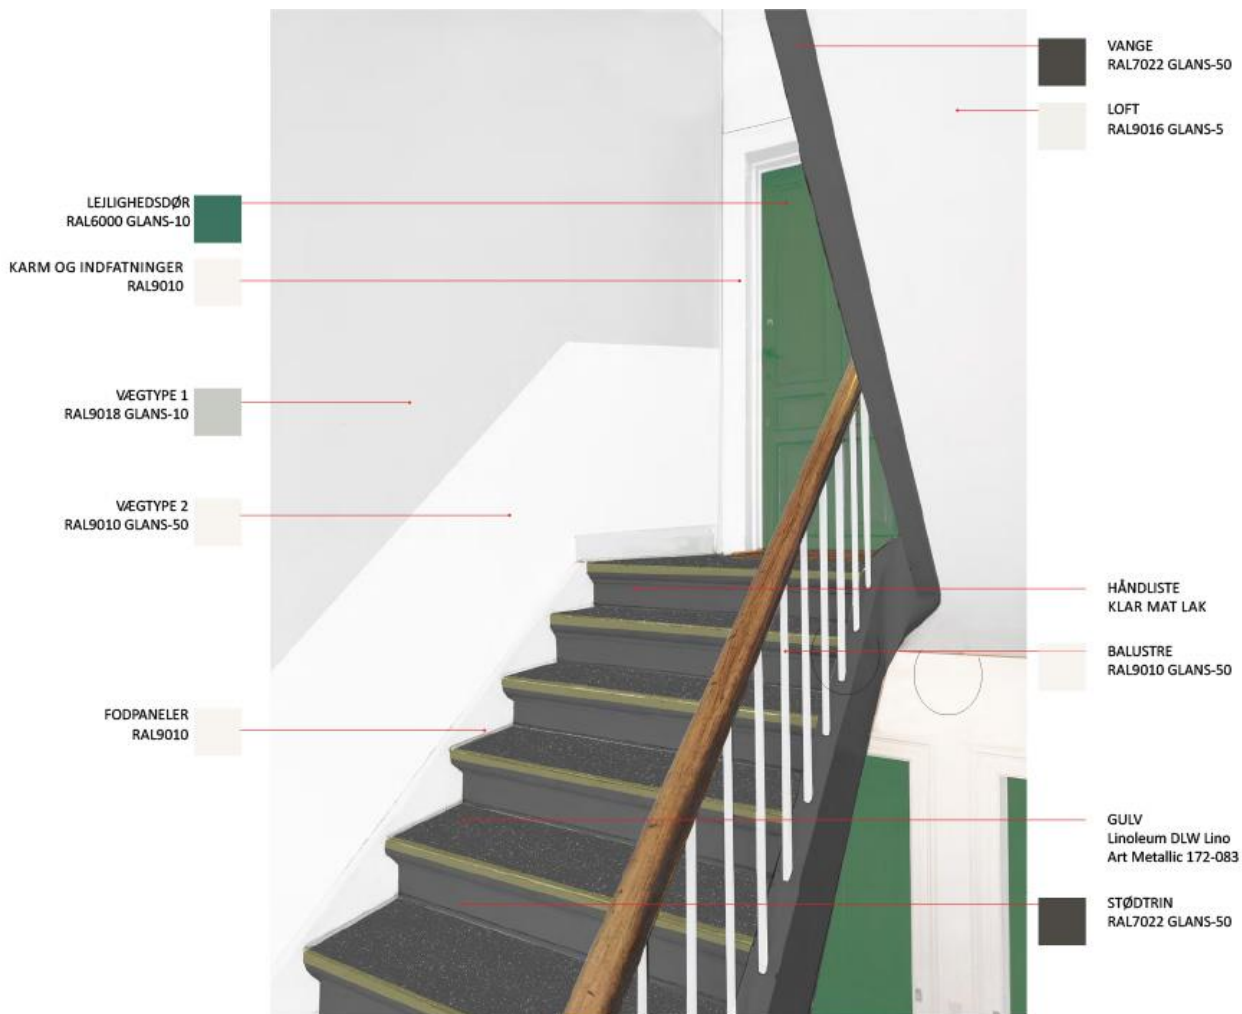 LEJLIGHEDSDØR
RAL6000 GLANS-10
KARM OG INDFATNINGER
RAL9010
VÆGTYPE 1
RAL9018 GLANS-10
VÆGTYPE 2
RAL9010 GLANS-50
FODPANELER
RAL9010
VANGE
RAL7022 GLANS-50
LOFT
RAL9016 GLANS-5
HÅNDLISTE
KLAR MAT LAK
BALUSTRE
RAL9010 GLANS-50
GULV
Linoleum DLW Lino
Art Metallic 172-083
STØDTRIN
RAL7022 GLANS-50